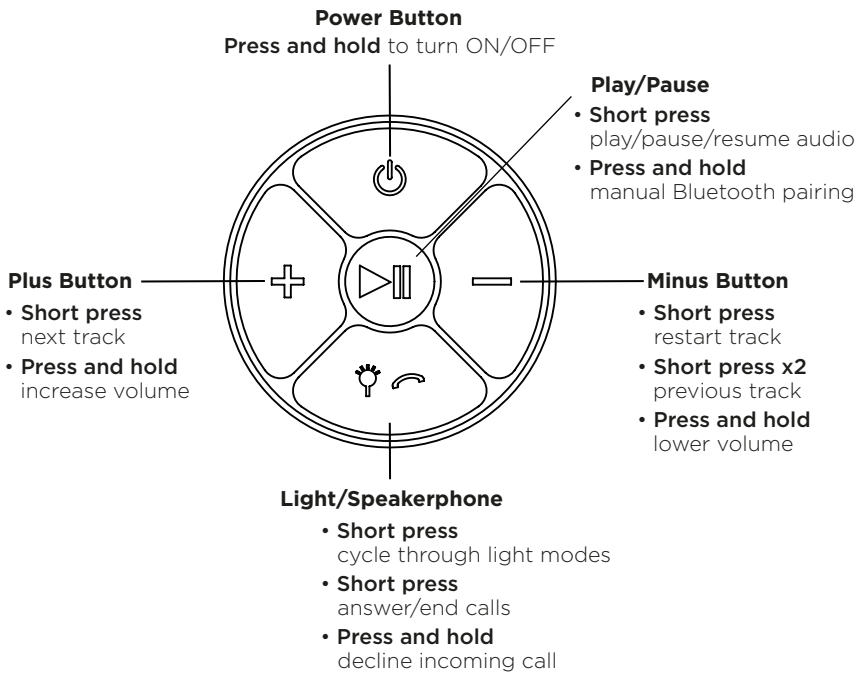 Power Button
Press and hold to turn ON/OFF
Play/Pause
• Short press
play/pause/resume audio
• Press and hold
manual Bluetooth pairing
Plus Button
• Short press
next track
• Press and hold
increase volume
Minus Button
• Short press
restart track
• Short press x2
previous track
• Press and hold
lower volume
Light/Speakerphone
• Short press
cycle through light modes
• Short press
answer/end calls
• Press and hold
decline incoming call